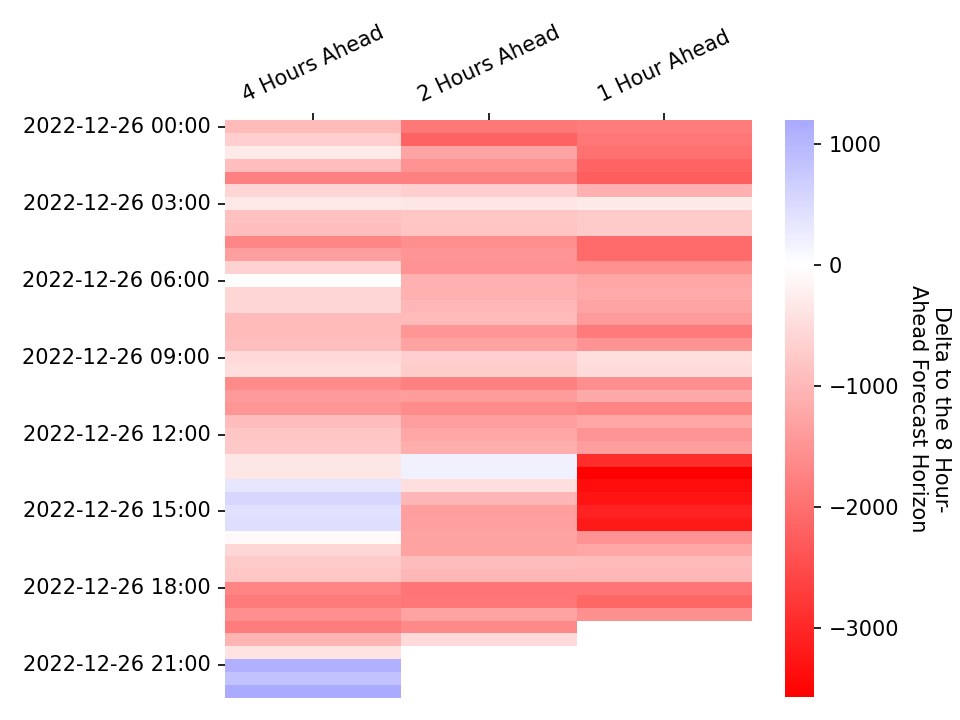 4 Hours Ahead
2 Hours Ahead
1 Hour Ahead
2022-12-26 00:00
2022-12-26 03:00
2022-12-26 06:00
2022-12-26 09:00
2022-12-26 12:00
2022-12-26 15:00
2022-12-26 18:00
2022-12-26 21:00
1000
0
−1000
−2000
−3000
Delta to the 8 Hour-
Ahead Forecast Horizon